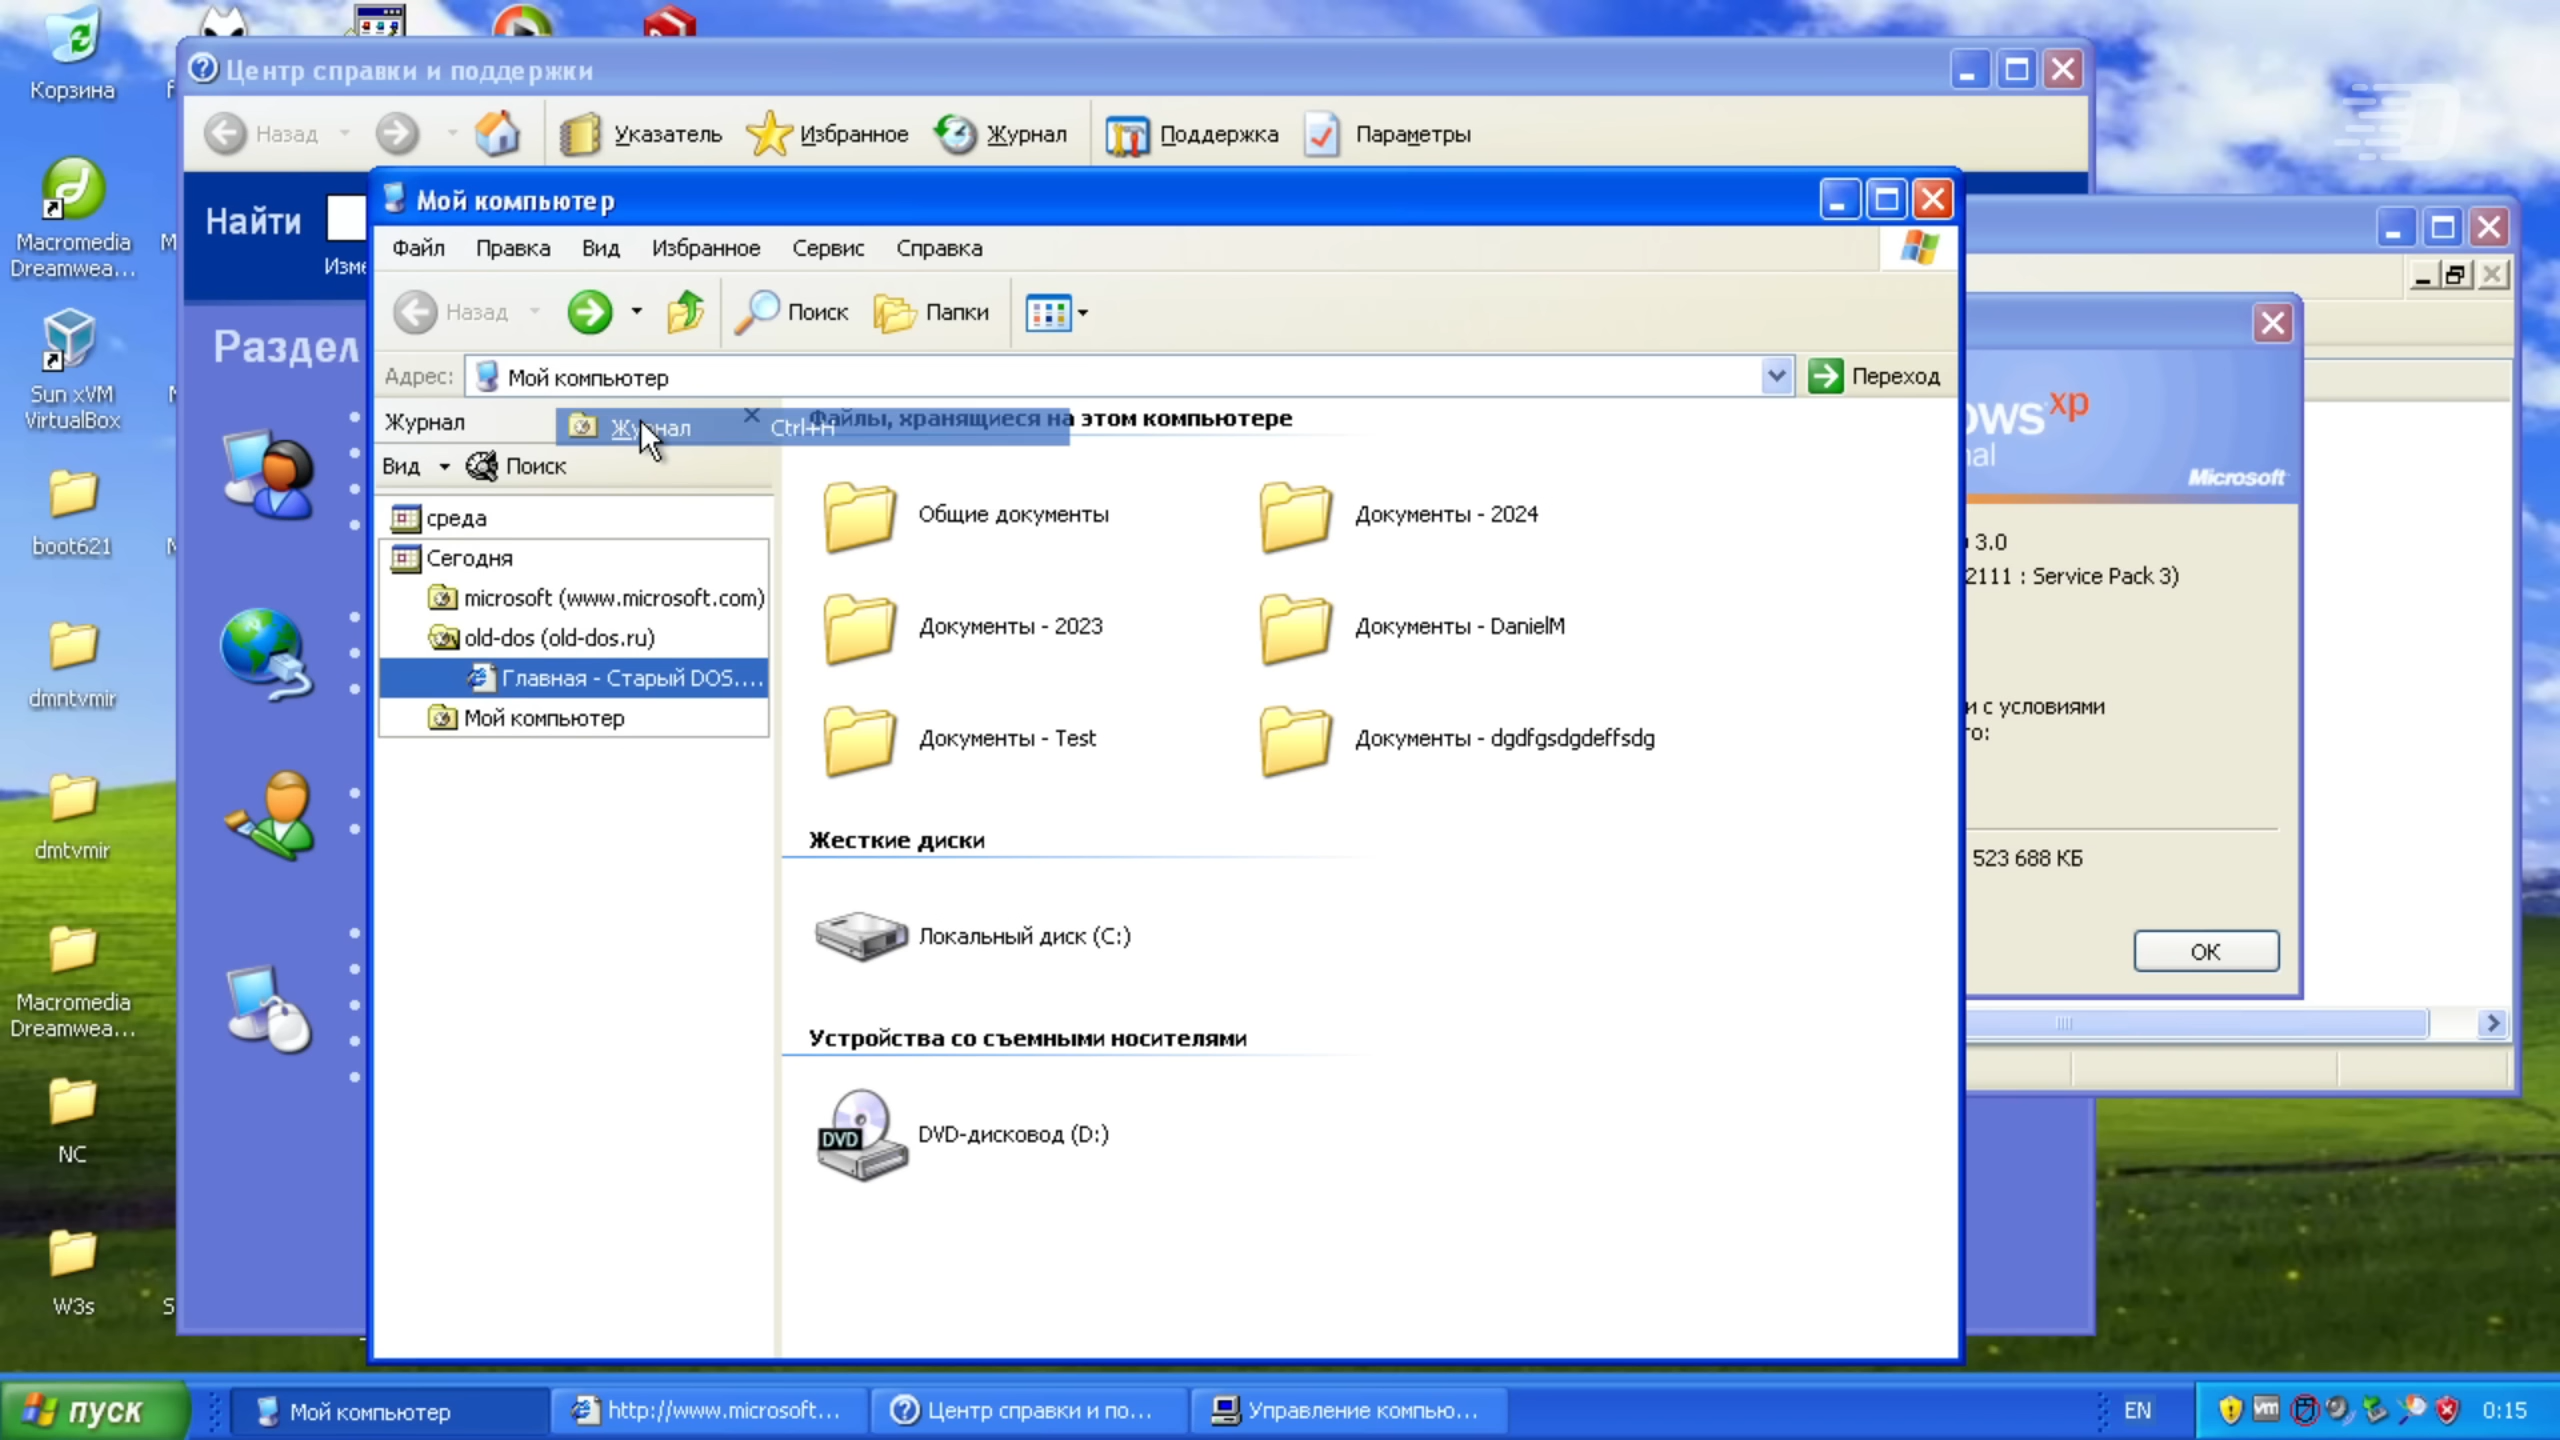 Корзина
Macromedia
Dreamwea...
Sun xVM
VirtualBox
boot621
dmntvmir
dmtvmir
Macromedia
Dreamwea...
NC
W3s
Центр справки и поддержки
Назад
Указатель
Избранное
Журнал
Поддержка
Параметры
Найти
Раздел
Мой компьютер
Файл Правка Вид Избранное Сервис Справка
Назад Поиск Папки
Адрес: Мой компьютер Переход
Журнал
Журнал Ctrl+H
Вид Поиск
среда
Сегодня
microsoft (www.microsoft.com)
old-dos (old-dos.ru)
Главная - Старый DOS....
Мой компьютер
Файлы, хранящиеся на этом компьютере
Общие документы
Документы - 2024
Документы - 2023
Документы - DanielM
Документы - Test
Документы - dgdfgsdgdeffsdg
Жесткие диски
Локальный диск (C:)
Устройства со съемными носителями
DVD
DVD-дисковод (D:)
ows xp
nal
Microsoft
3.0
2111 : Service Pack 3)
и с условиями
го:
523 688 КБ
ОК
пуск
Мой компьютер
http://www.microsoft...
Центр справки и по...
Управление компью...
EN
vm
0:15